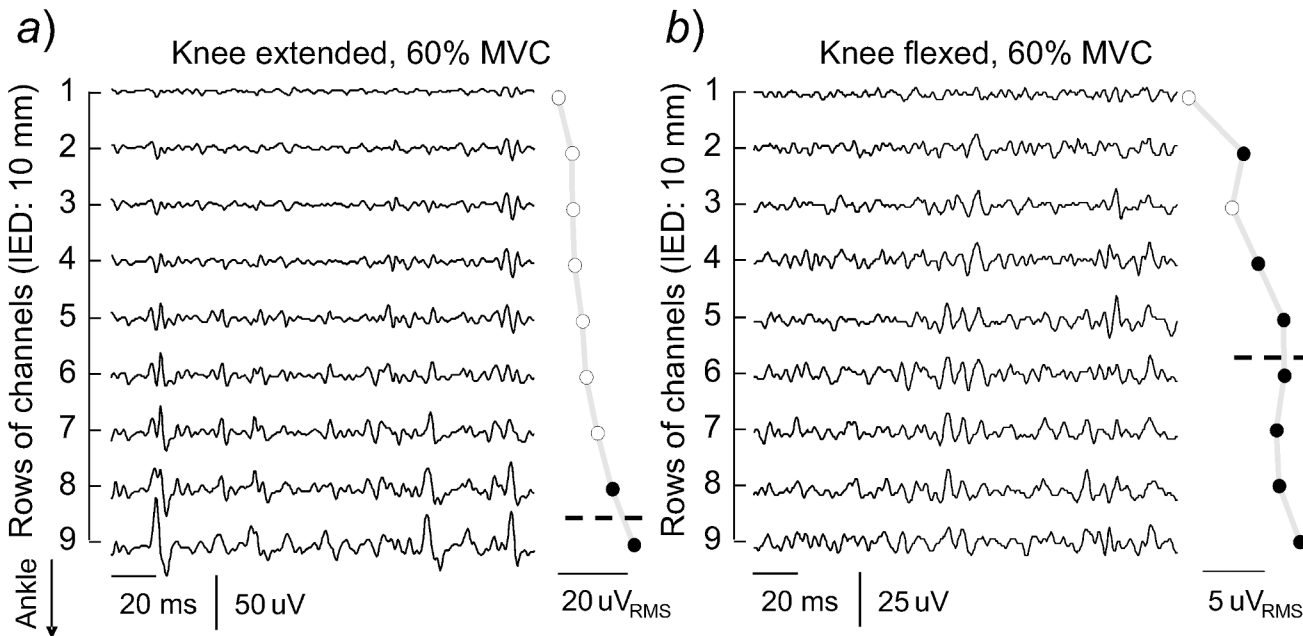 a)
Knee extended, 60% MVC
Rows of channels (IED: 10 mm)
1
2
3
4
5
6
7
8
9
Ankle
20 ms
50 uV
20 uVRMS
b)
Knee flexed, 60% MVC
Rows of channels (IED: 10 mm)
1
2
3
4
5
6
7
8
9
20 ms
25 uV
5 uVRMS